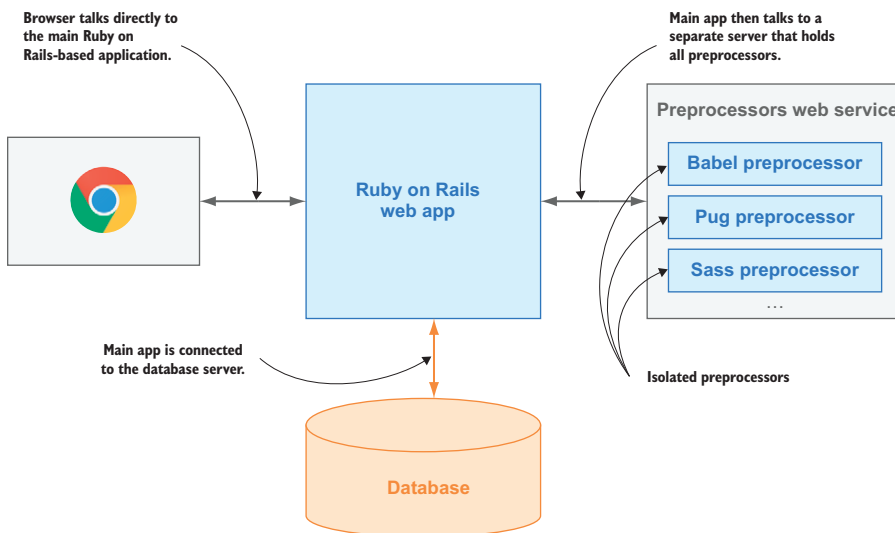 Browser talks directly to
the main Ruby on
Rails-based application.
Main app then talks to a
separate server that holds
all preprocessors.
Preprocessors web service
Babel preprocessor
Ruby on Rails
web app
Pug preprocessor
Sass preprocessor
...
Main app is connected
to the database server.
Isolated preprocessors
Database